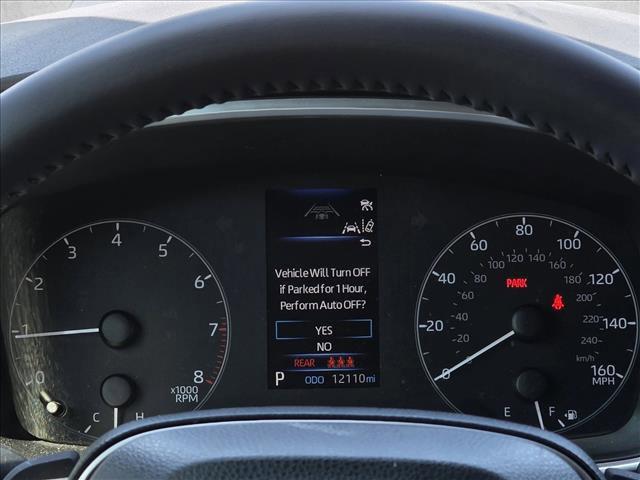 Vehicle Will Turn OFF
if Parked for 1 Hour,
Perform Auto OFF?
YES
NO
REAR
P ODO 12110 mi
0 1 2 3 4 5 6 7 8
x1000
RPM
C H
0 20 40 60 80 100 120 140 160
MPH
20 40 60 80 100 120 140 160 180 200 220 240
km/h
PARK
E F